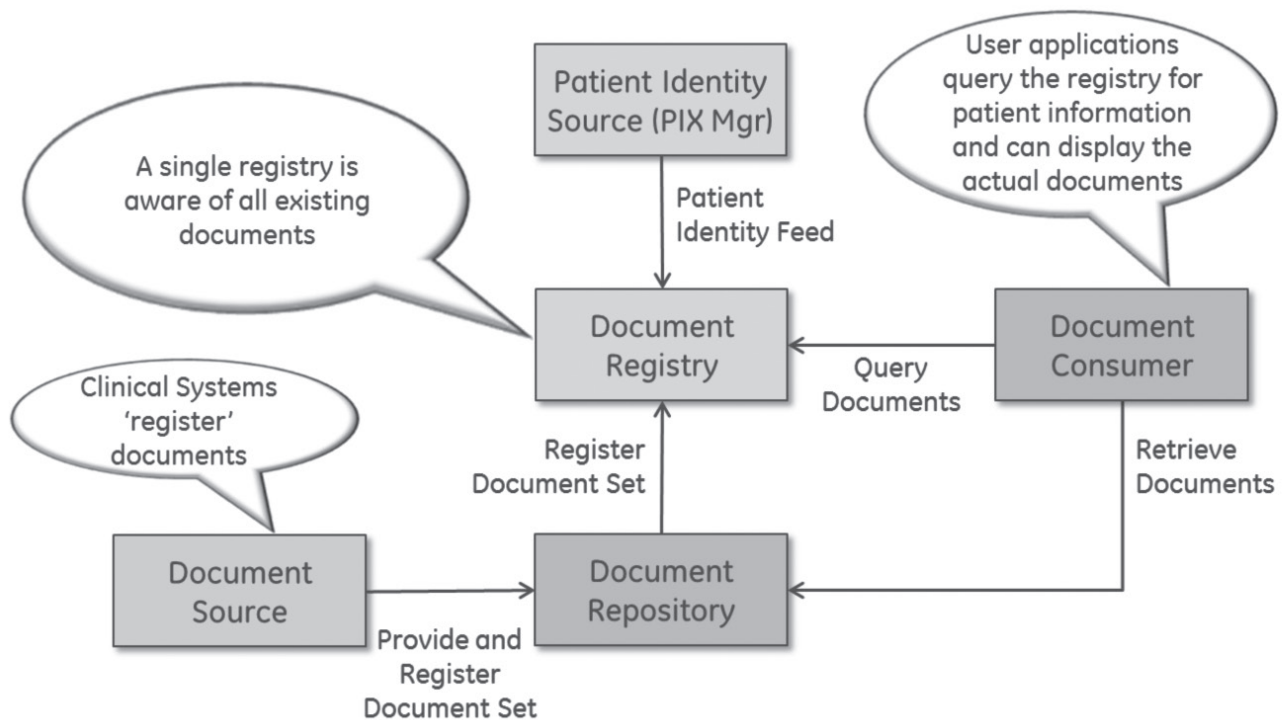 Patient Identity
Source (PIX Mgr)
User applications
query the registry for
patient information
and can display the
actual documents
A single registry is
aware of all existing
documents
Patient
Identity Feed
Document
Registry
Document
Consumer
Query
Documents
Clinical Systems
‘register’
documents
Register
Document Set
Retrieve
Documents
Document
Source
Document
Repository
Provide and
Register
Document Set